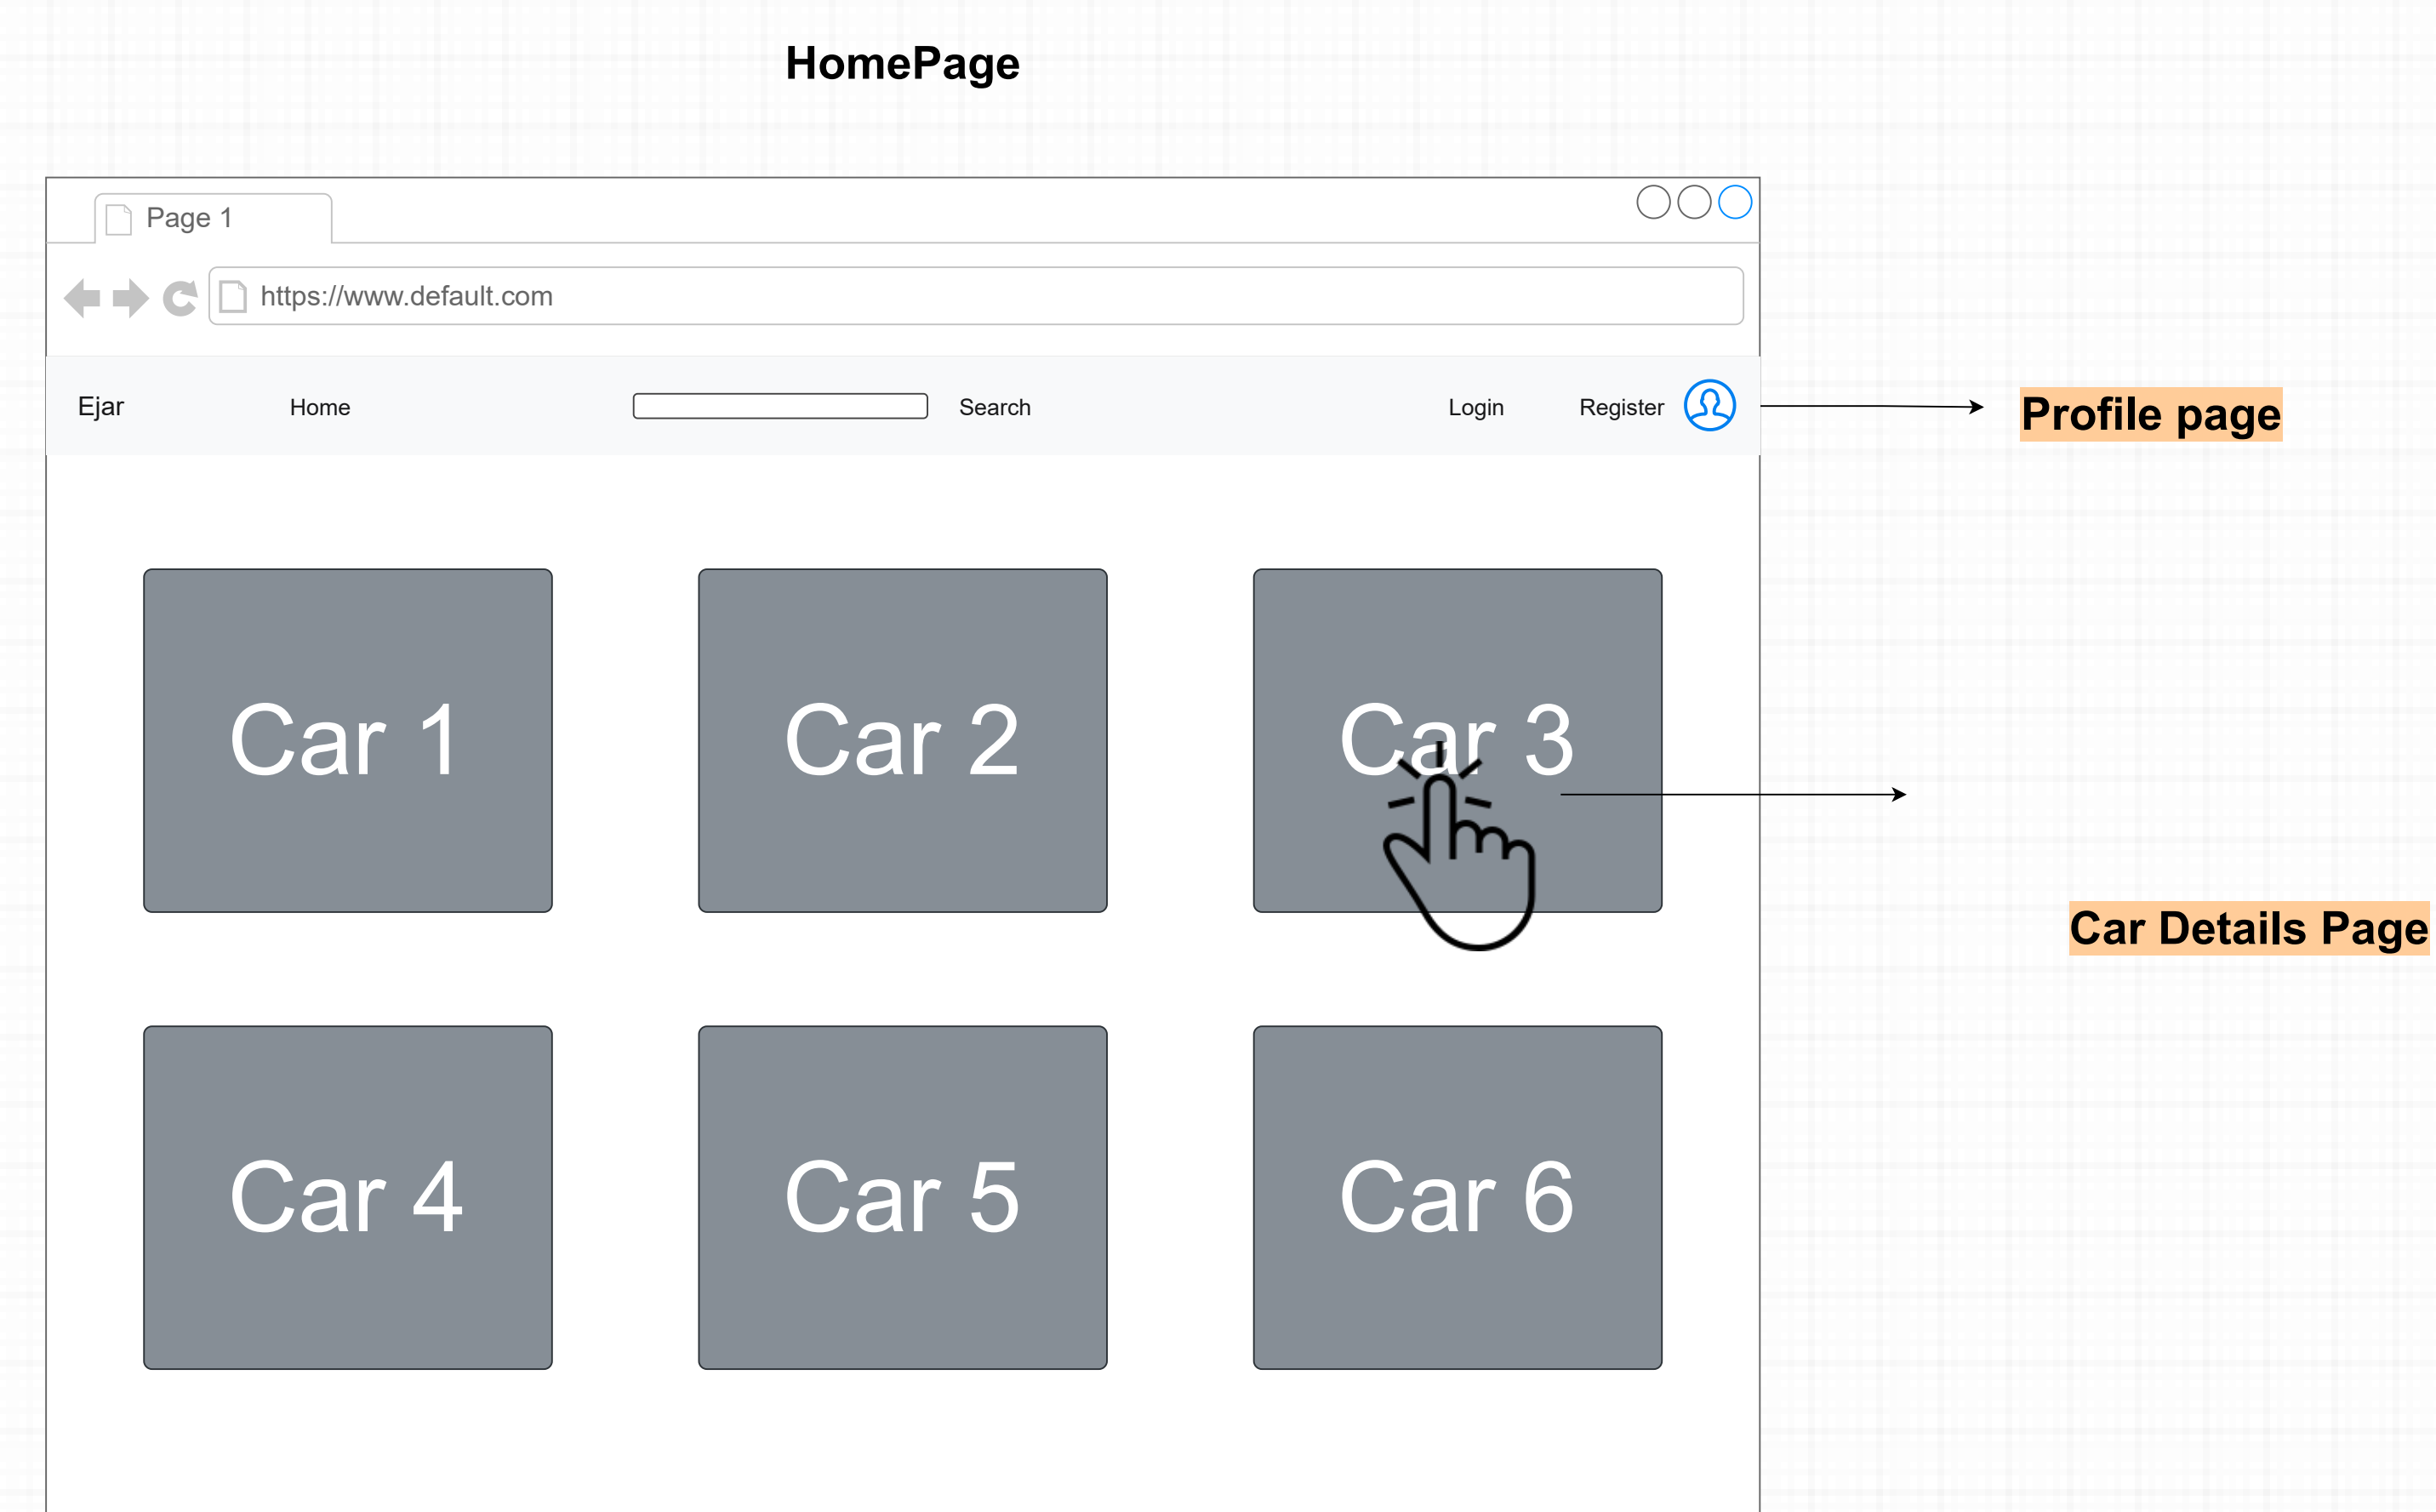 HomePage
Page 1
https://www.default.com
Ejar
Home
Search
Login
Register
Profile page
Car 1
Car 2
Car 3
Car Details Page
Car 4
Car 5
Car 6